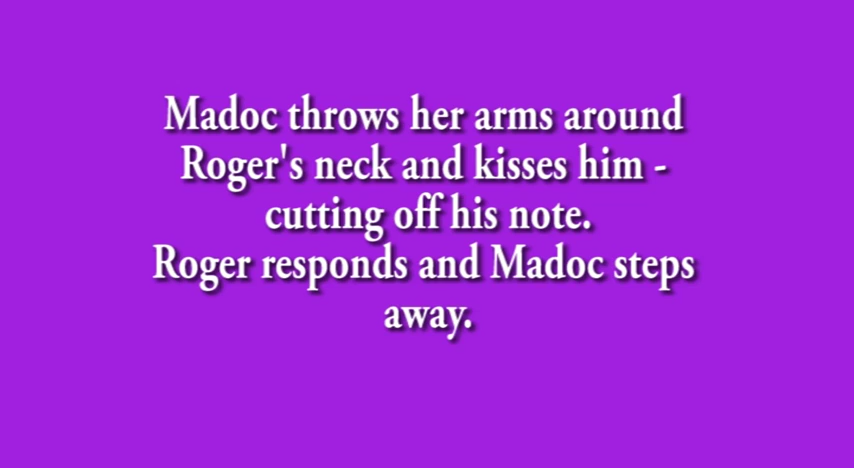 Madoc throws her arms around
Roger's neck and kisses him -
cutting off his note.
Roger responds and Madoc steps
away.